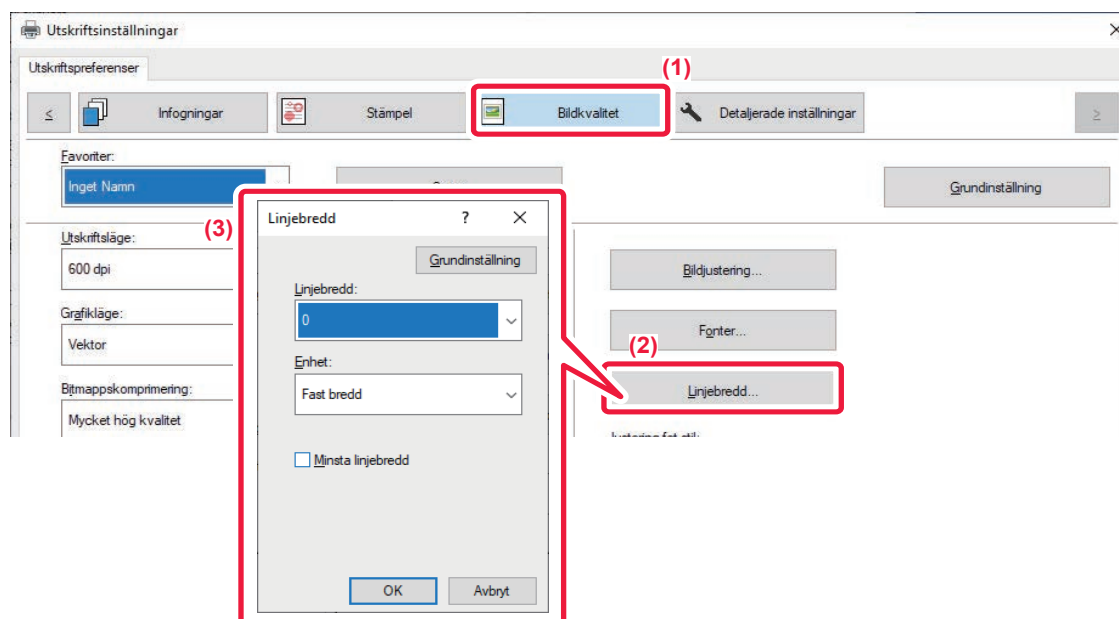 Utskriftsinställningar
Utskriftspreferenser
(1)
Infogningar
Stämpel
Bildkvalitet
Detaljerade inställningar
Favoriter:
Inget Namn
Grundinställning
Utskriftsläge:
600 dpi
Grafikläge:
Vektor
Bitmappskomprimering:
Mycket hög kvalitet
(3)
Linjebredd
?
Grundinställning
Linjebredd:
0
Enhet:
Fast bredd
Minsta linjebredd
OK
Avbryt
Bildjustering...
Fonter...
(2)
Linjebredd...